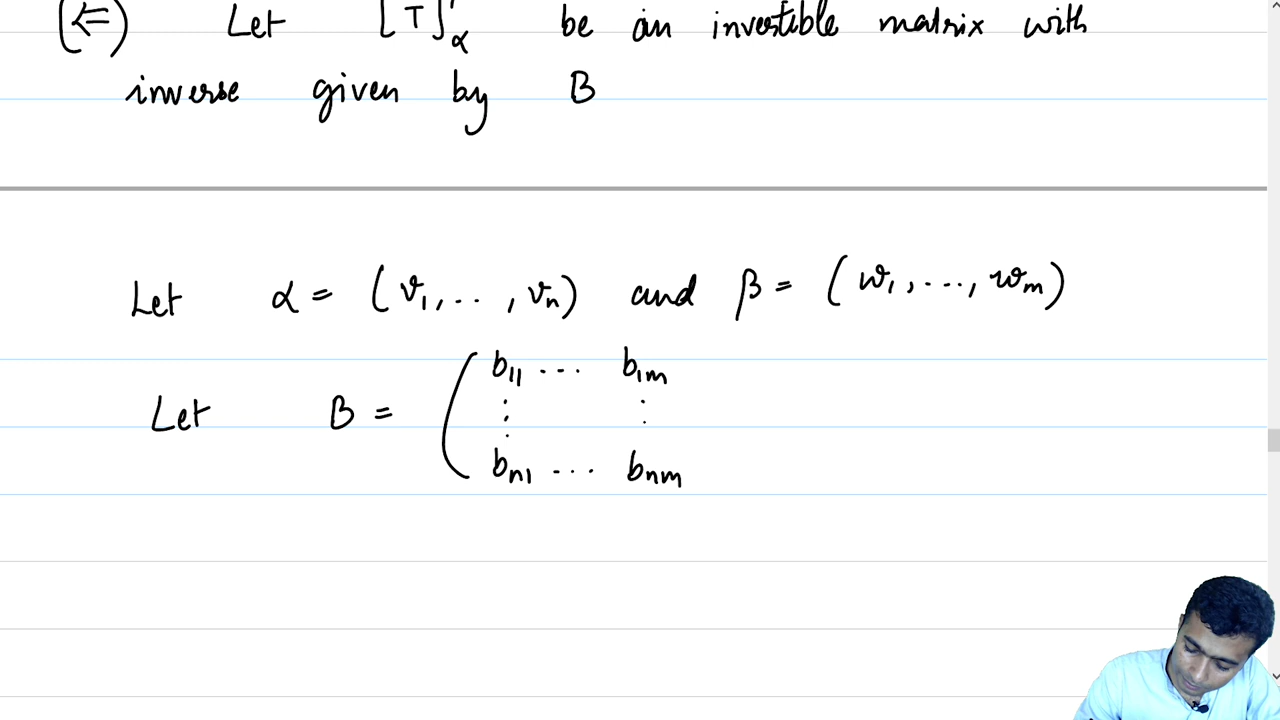 (⇐) Let [T]α be an invertible matrix with
inverse given by B
Let α = (v₁, .. , vₙ) and β = (w₁, ..., wₘ)
Let B = ( b₁₁ ... b₁ₘ
⋮ ⋮
bₙ₁ ... bₙₘ